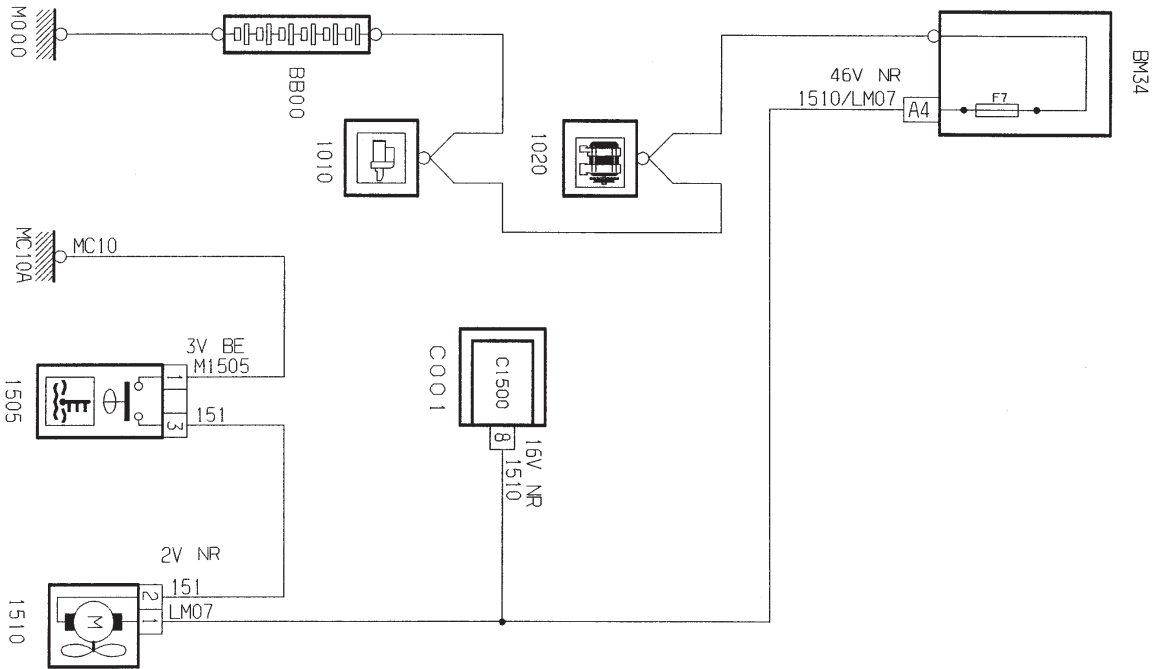 M000
BB00
1010
1020
BM34
46V NR
1510/LM07
A4
F7
MC10A
MC10
3V BE
M1505
1
3
151
1505
C1500
C001
8
16V NR
1510
2V NR
151
2
LM07
1
M
1510